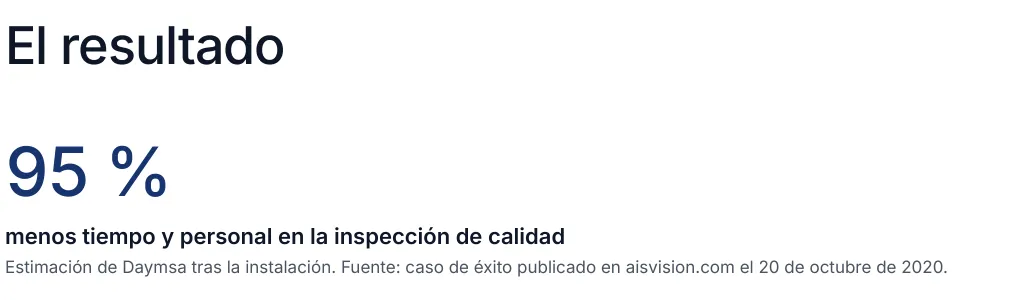 El resultado
95 %
menos tiempo y personal en la inspección de calidad
Estimación de Daymsa tras la instalación. Fuente: caso de éxito publicado en aisvision.com el 20 de octubre de 2020.